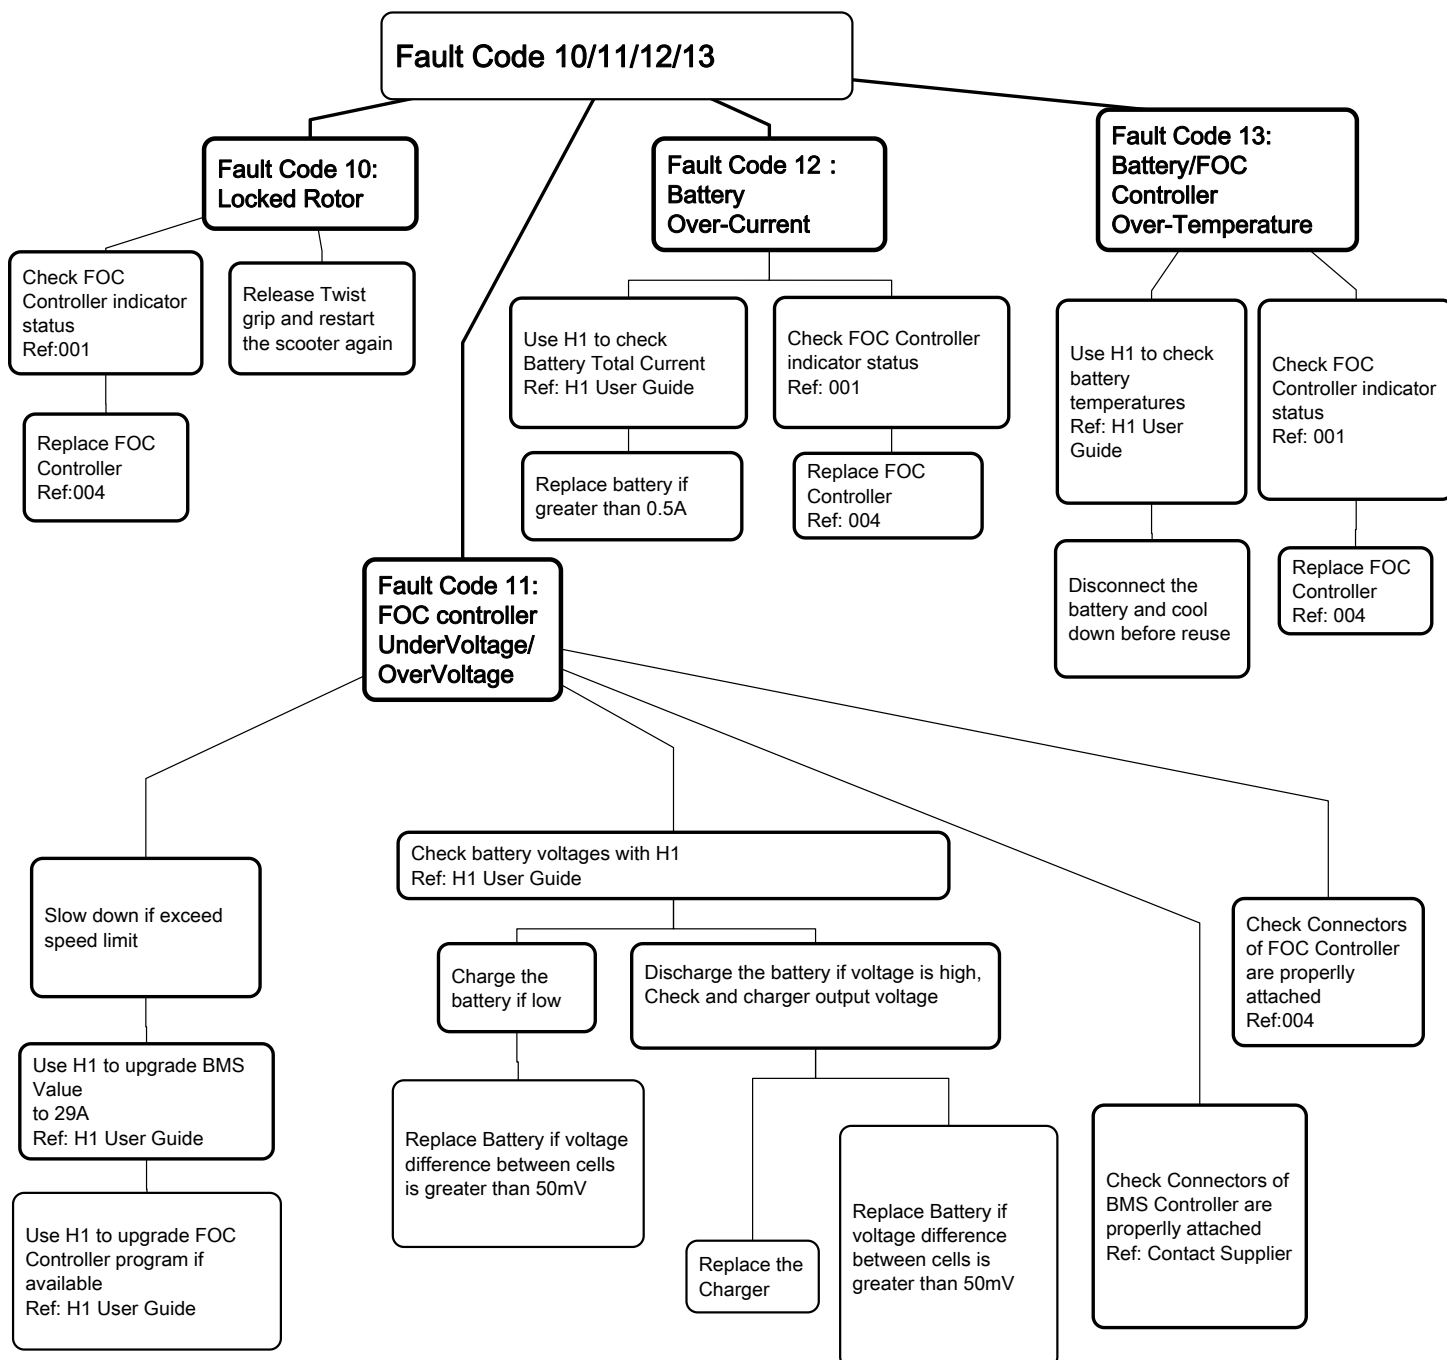 Fault Code 10/11/12/13
Fault Code 10:
Locked Rotor
Check FOC
Controller indicator
status
Ref:001
Replace FOC
Controller
Ref:004
Release Twist
grip and restart
the scooter again
Fault Code 12 :
Battery
Over-Current
Use H1 to check
Battery Total Current
Ref: H1 User Guide
Replace battery if
greater than 0.5A
Check FOC Controller
indicator status
Ref: 001
Replace FOC
Controller
Ref: 004
Fault Code 13:
Battery/FOC
Controller
Over-Temperature
Use H1 to check
battery
temperatures
Ref: H1 User
Guide
Disconnect the
battery and cool
down before reuse
Check FOC
Controller indicator
status
Ref: 001
Replace FOC
Controller
Ref: 004
Fault Code 11:
FOC controller
UnderVoltage/
OverVoltage
Slow down if exceed
speed limit
Use H1 to upgrade BMS
Value
to 29A
Ref: H1 User Guide
Use H1 to upgrade FOC
Controller program if
available
Ref: H1 User Guide
Check battery voltages with H1
Ref: H1 User Guide
Charge the
battery if low
Replace Battery if voltage
difference between cells
is greater than 50mV
Discharge the battery if voltage is high,
Check and charger output voltage
Replace the
Charger
Replace Battery if
voltage difference
between cells is
greater than 50mV
Check Connectors of
BMS Controller are
properlly attached
Ref: Contact Supplier
Check Connectors
of FOC Controller
are properlly
attached
Ref:004